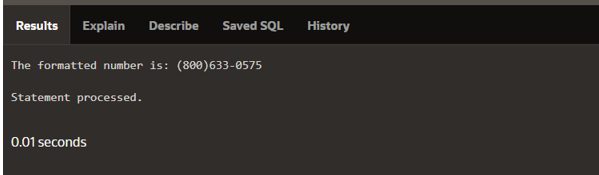 Results Explain Describe Saved SQL History
The formatted number is: (800)633-0575
Statement processed.
0.01 seconds